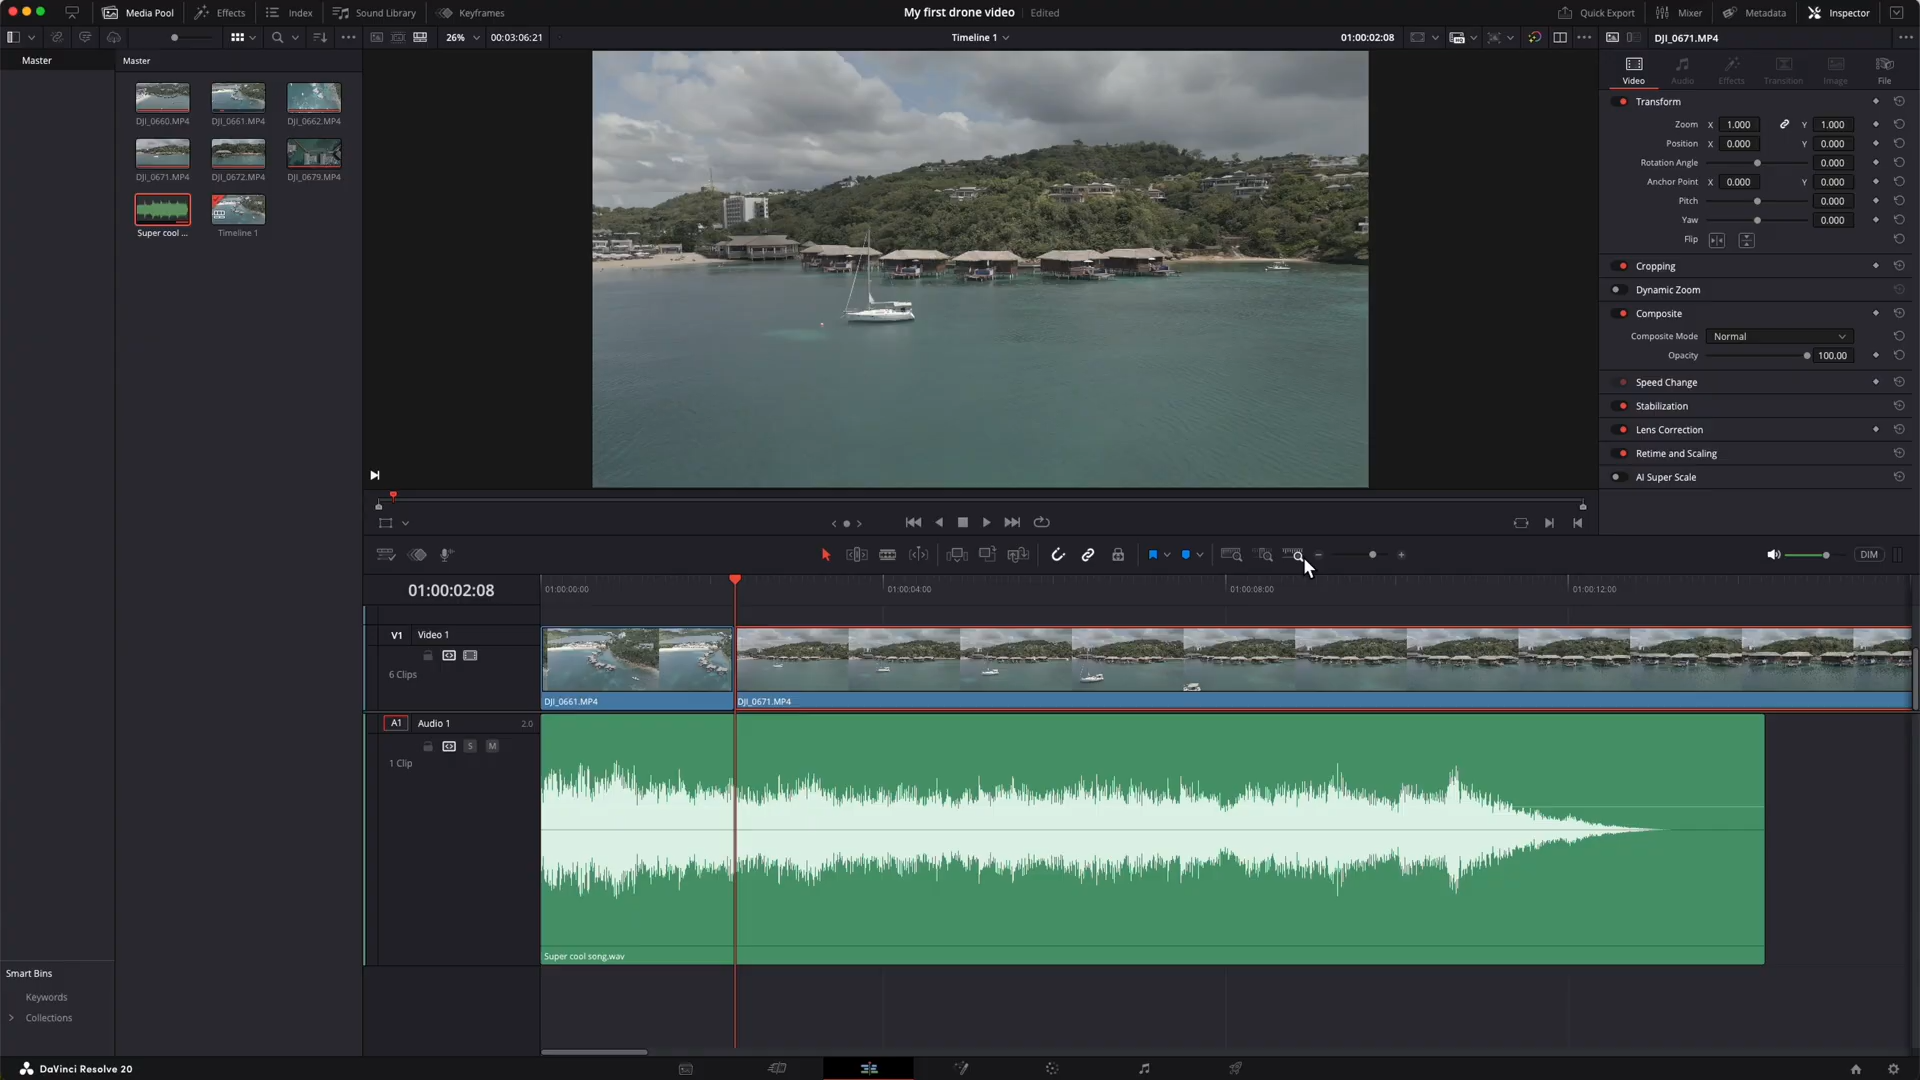 Media Pool
Effects
Index
Sound Library
Keyframes
My first drone video
Edited
Quick Export
Mixer
Metadata
Inspector
26%
00:03:06:21
Timeline 1
01:00:02:08
DJI_0671.MP4
Master
Master
DJI_0660.MP4
DJI_0661.MP4
DJI_0662.MP4
DJI_0671.MP4
DJI_0672.MP4
DJI_0679.MP4
Super cool ...
Timeline 1
Video
Audio
Effects
Transition
Image
File
Transform
Zoom X 1.000 Y 1.000
Position X 0.000 Y 0.000
Rotation Angle 0.000
Anchor Point X 0.000 Y 0.000
Pitch 0.000
Yaw 0.000
Flip
Cropping
Dynamic Zoom
Composite
Composite Mode Normal
Opacity 100.00
Speed Change
Stabilization
Lens Correction
Retime and Scaling
AI Super Scale
DIM
01:00:02:08
01:00:00:00
01:00:04:00
01:00:08:00
01:00:12:00
V1 Video 1
6 Clips
DJI_0661.MP4
DJI_0671.MP4
A1 Audio 1 2.0
S M
1 Clip
Super cool song.wav
Smart Bins
Keywords
Collections
DaVinci Resolve 20